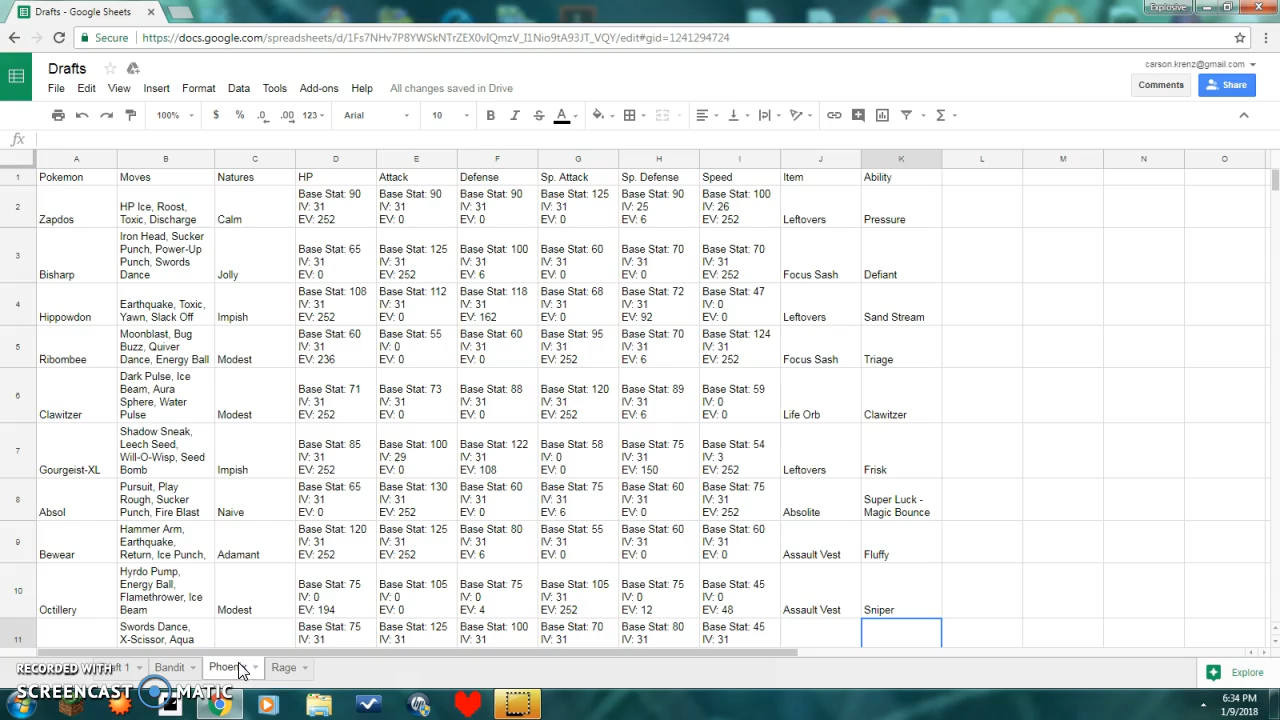 Drafts - Google Sheets
Explosive
Secure https://docs.google.com/spreadsheets/d/1Fs7NHv7P8YWSkNTrZEX0vIQmzV_I1Nio9tA93JT_VQY/edit#gid=1241294724
Drafts
carson.krenz@gmail.com
File Edit View Insert Format Data Tools Add-ons Help All changes saved in Drive
Comments Share
100% $ % .0 .00 123 Arial 10 B I S A
fx
A B C D E F G H I J K L M N O
1 Pokemon Moves Natures HP Attack Defense Sp. Attack Sp. Defense Speed Item Ability
Base Stat: 90 Base Stat: 90 Base Stat: 90 Base Stat: 125 Base Stat: 90 Base Stat: 100
2 HP Ice, Roost, IV: 31 IV: 31 IV: 31 IV: 31 IV: 25 IV: 26
Zapdos Toxic, Discharge Calm EV: 252 EV: 0 EV: 0 EV: 0 EV: 6 EV: 252 Leftovers Pressure
Iron Head, Sucker
Punch, Power-Up Base Stat: 65 Base Stat: 125 Base Stat: 100 Base Stat: 60 Base Stat: 70 Base Stat: 70
3 Punch, Swords IV: 31 IV: 31 IV: 31 IV: 31 IV: 31 IV: 31
Bisharp Dance Jolly EV: 0 EV: 252 EV: 6 EV: 0 EV: 0 EV: 252 Focus Sash Defiant
Base Stat: 108 Base Stat: 112 Base Stat: 118 Base Stat: 68 Base Stat: 72 Base Stat: 47
4 Earthquake, Toxic, IV: 31 IV: 31 IV: 31 IV: 31 IV: 31 IV: 0
Hippowdon Yawn, Slack Off Impish EV: 252 EV: 0 EV: 162 EV: 0 EV: 92 EV: 0 Leftovers Sand Stream
Moonblast, Bug Base Stat: 60 Base Stat: 55 Base Stat: 60 Base Stat: 95 Base Stat: 70 Base Stat: 124
5 Buzz, Quiver IV: 31 IV: 0 IV: 31 IV: 31 IV: 31 IV: 31
Ribombee Dance, Energy Ball Modest EV: 236 EV: 0 EV: 0 EV: 252 EV: 6 EV: 252 Focus Sash Triage
Dark Pulse, Ice
Beam, Aura Base Stat: 71 Base Stat: 73 Base Stat: 88 Base Stat: 120 Base Stat: 89 Base Stat: 59
6 Sphere, Water IV: 31 IV: 31 IV: 31 IV: 31 IV: 31 IV: 0
Clawitzer Pulse Modest EV: 252 EV: 0 EV: 0 EV: 252 EV: 6 EV: 0 Life Orb Clawitzer
Shadow Sneak,
Leech Seed, Base Stat: 85 Base Stat: 100 Base Stat: 122 Base Stat: 58 Base Stat: 75 Base Stat: 54
7 Will-O-Wisp, Seed IV: 31 IV: 29 IV: 31 IV: 0 IV: 31 IV: 3
Gourgeist-XL Bomb Impish EV: 252 EV: 0 EV: 108 EV: 0 EV: 150 EV: 252 Leftovers Frisk
Pursuit, Play Base Stat: 65 Base Stat: 130 Base Stat: 60 Base Stat: 75 Base Stat: 60 Base Stat: 75
8 Rough, Sucker IV: 31 IV: 31 IV: 31 IV: 31 IV: 31 IV: 31 Super Luck -
Absol Punch, Fire Blast Naive EV: 0 EV: 252 EV: 0 EV: 6 EV: 0 EV: 252 Absolite Magic Bounce
Hammer Arm, Base Stat: 120 Base Stat: 125 Base Stat: 80 Base Stat: 55 Base Stat: 60 Base Stat: 60
9 Earthquake, IV: 31 IV: 31 IV: 31 IV: 31 IV: 31 IV: 31
Bewear Return, Ice Punch, Adamant EV: 252 EV: 252 EV: 6 EV: 0 EV: 0 EV: 0 Assault Vest Fluffy
Hyrdo Pump,
Energy Ball, Base Stat: 75 Base Stat: 105 Base Stat: 75 Base Stat: 105 Base Stat: 75 Base Stat: 45
10 Flamethrower, Ice IV: 0 IV: 0 IV: 0 IV: 31 IV: 0 IV: 0
Octillery Beam Modest EV: 194 EV: 0 EV: 4 EV: 252 EV: 12 EV: 48 Assault Vest Sniper
Swords Dance, Base Stat: 75 Base Stat: 125 Base Stat: 100 Base Stat: 70 Base Stat: 80 Base Stat: 45
11 X-Scissor, Aqua IV: 31 IV: 31 IV: 31 IV: 31 IV: 31 IV: 31
1 Bandit Rage
Explore
RECORDED WITH
SCREENCAST MATIC
6:34 PM
1/9/2018